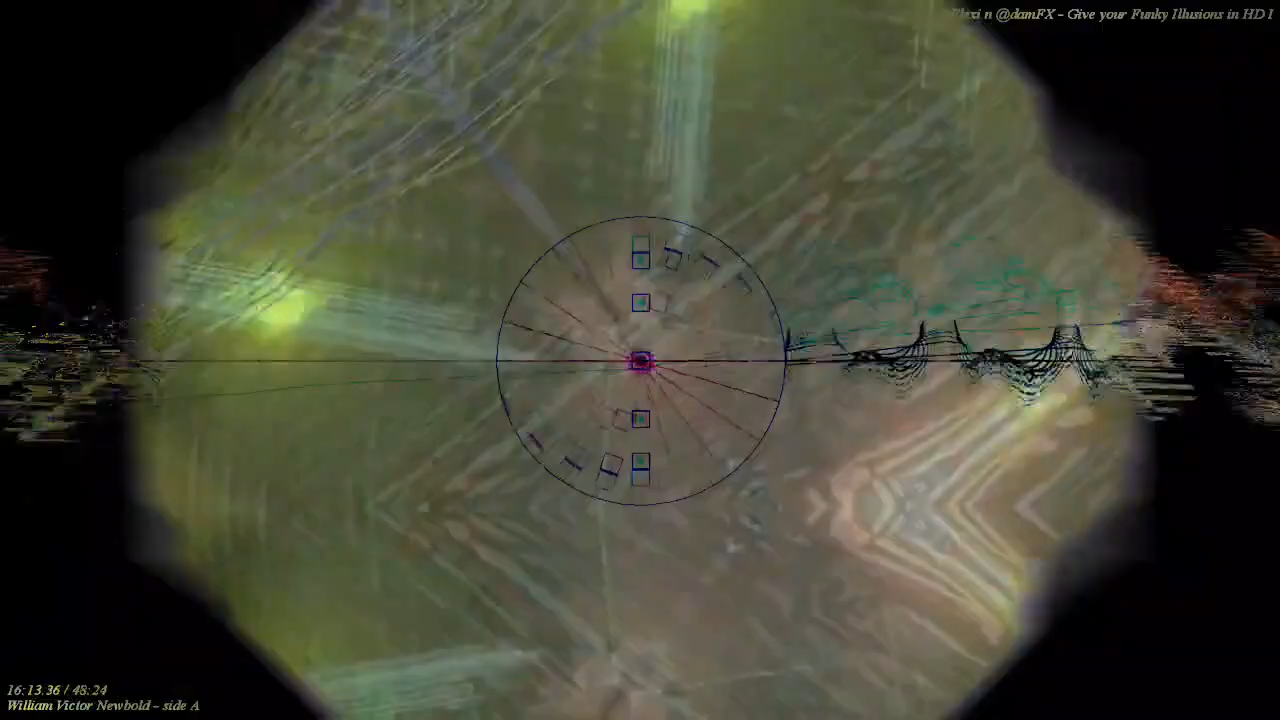 n @damFX - Give your Funky Illusions in HD
16:13.36 / 48:24
William Victor Newbold - side A